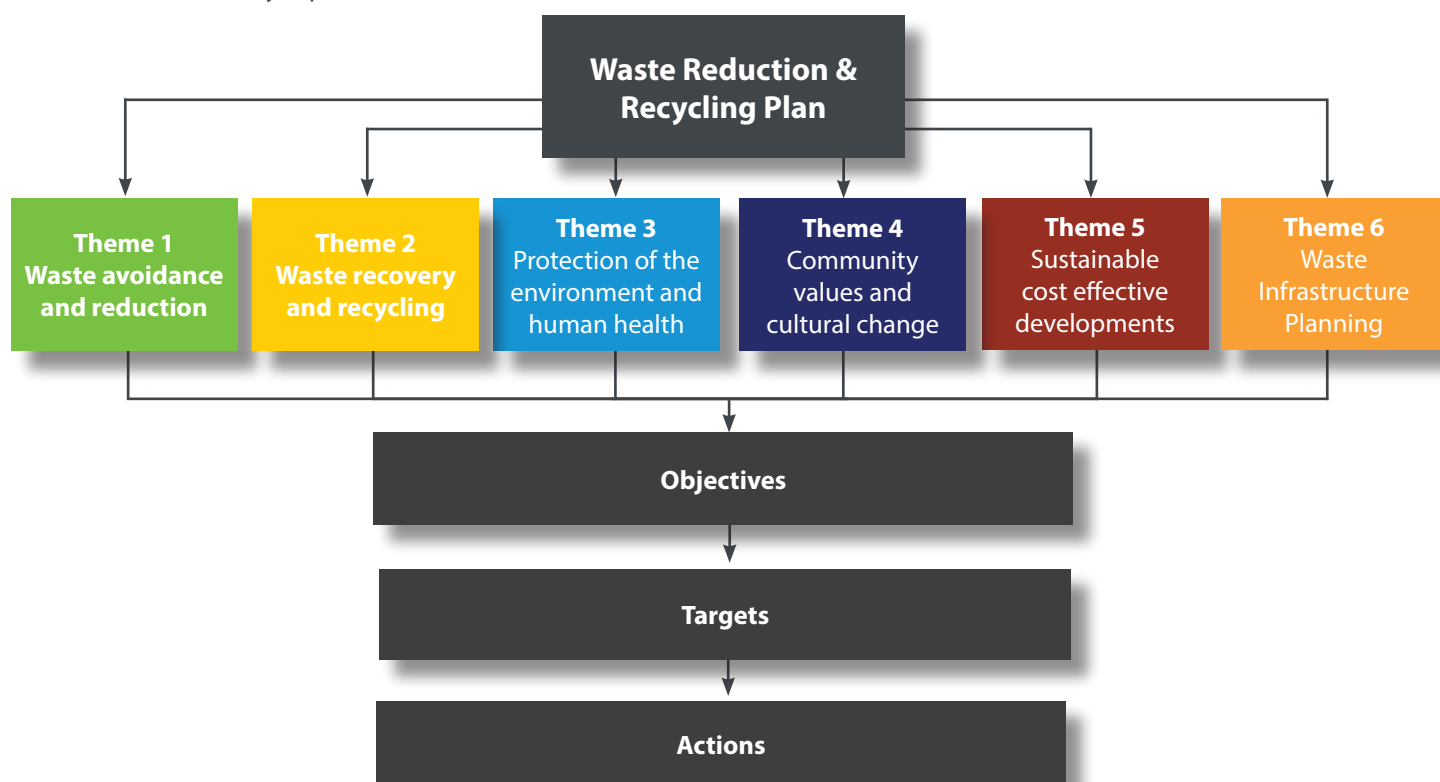 Waste Reduction &
Recycling Plan
Theme 1
Waste avoidance
and reduction
Theme 2
Waste recovery
and recycling
Theme 3
Protection of the
environment and
human health
Theme 4
Community
values and
cultural change
Theme 5
Sustainable
cost effective
developments
Theme 6
Waste
Infrastructure
Planning
Objectives
Targets
Actions